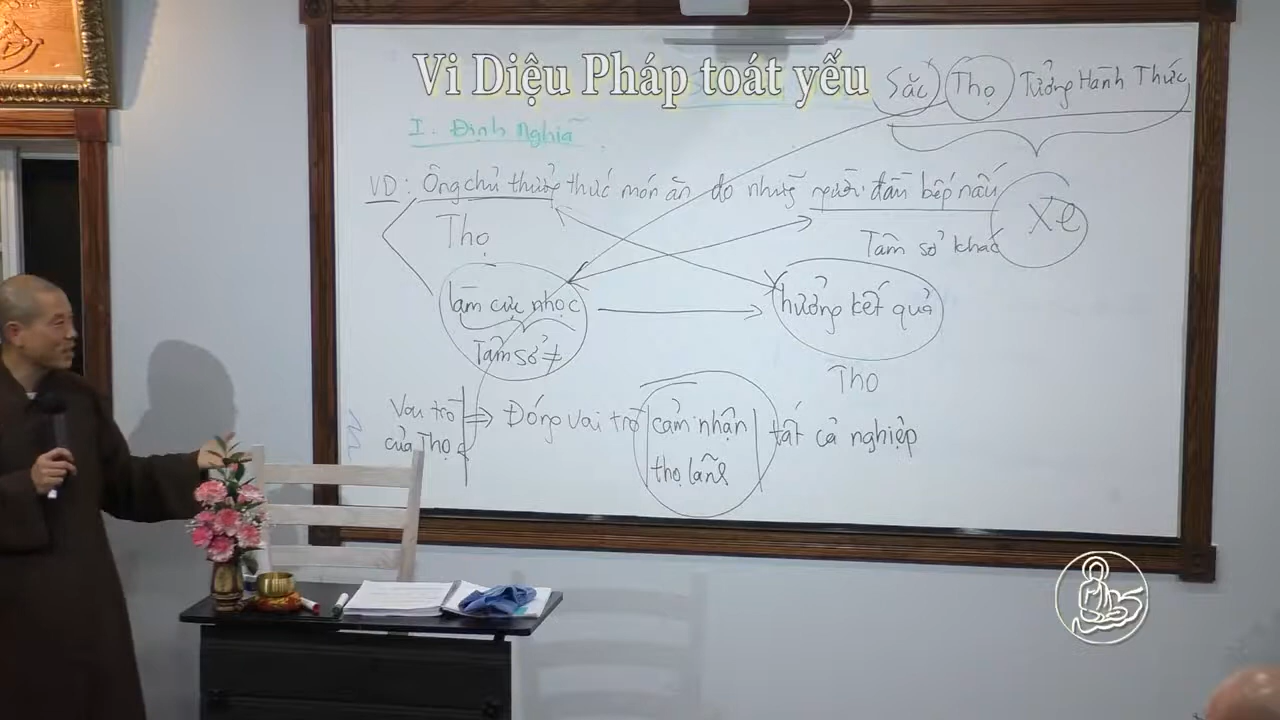 Vi Diệu Pháp toát yếu
Sắc Thọ Tưởng Hành Thức
I. Định Nghĩa
VD: Ông chủ thưởng thức món ăn do những người đầu bếp nấu
Xe
Thọ
Tâm sở khác
làm cực nhọc
hưởng kết quả
Tâm sở ≠
Thọ
Vai trò của Thọ
⇒ Đóng vai trò cảm nhận tất cả nghiệp
thọ lãnh